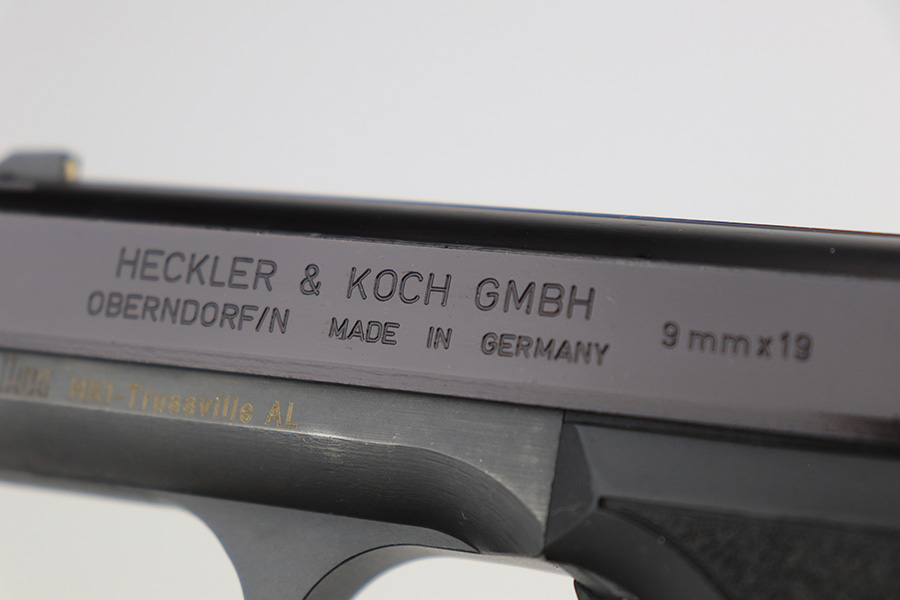 HECKLER & KOCH GMBH
OBERNDORF/N MADE IN GERMANY 9mmx19
HKI-Trussville AL